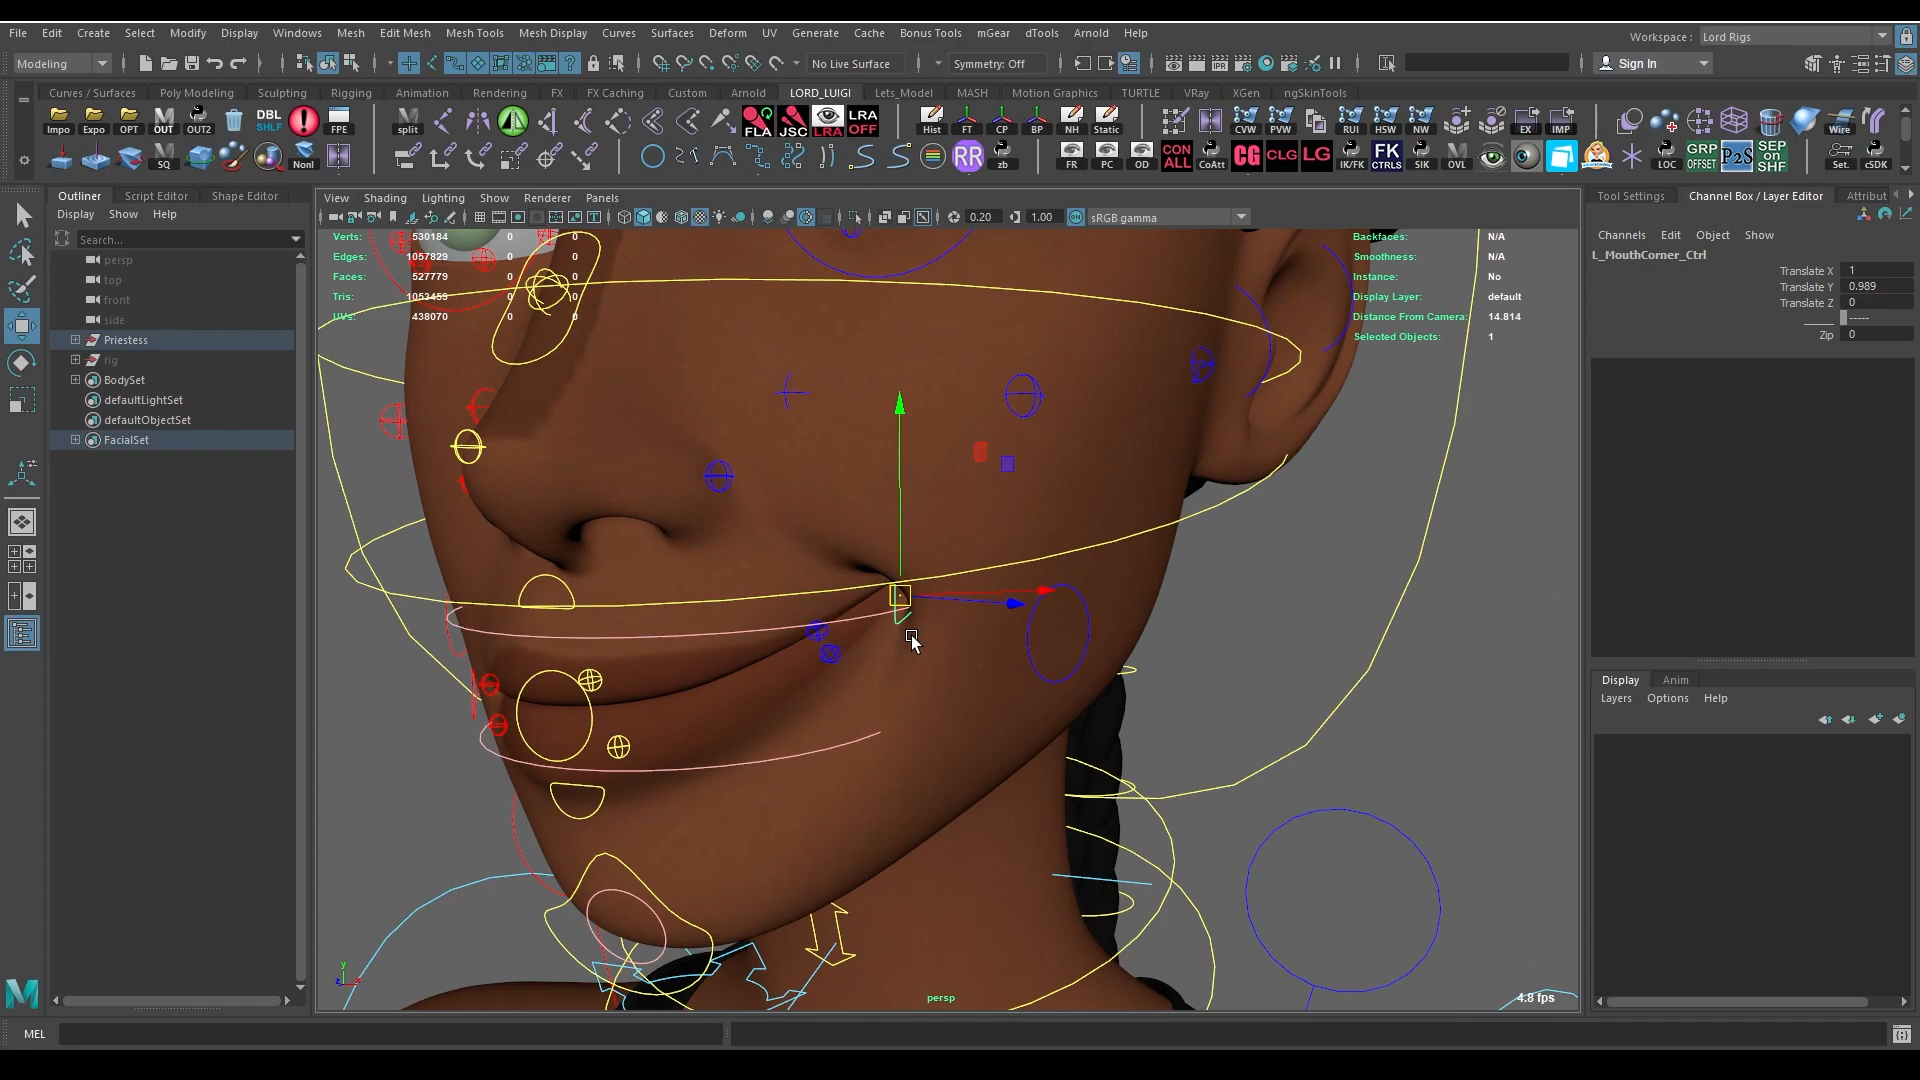 File Edit Create Select Modify Display Windows Mesh Edit Mesh Mesh Tools Mesh Display Curves Surfaces Deform UV Generate Cache Bonus Tools mGear dTools Arnold Help
Workspace : Lord Rigs
Modeling No Live Surface Symmetry: Off Sign In
Curves / Surfaces Poly Modeling Sculpting Rigging Animation Rendering FX FX Caching Custom Arnold LORD_LUIGI Lets_Model MASH Motion Graphics TURTLE VRay XGen ngSkinTools
Impo Expo OPT OUT OUT2 DBL SHLF FPE split FLA JSC LRA LRA OFF Hist FT CP BP NH Static CVW PVW RUI HSW NW EX IMP Wire
SQ Nonl RR zb FR PC OD CON ALL CoAtt CG CLG LG IK/FK FK CTRLS SIK OVL LOC GRP OFFSET P2S SEP on SHF Set. cSDK
Outliner Script Editor Shape Editor
Display Show Help
Search...
persp
top
front
side
Priestess
rig
BodySet
defaultLightSet
defaultObjectSet
FacialSet
View Shading Lighting Show Renderer Panels
0.20 1.00 sRGB gamma
Verts: 530184 0 0
Edges: 1057829 0 0
Faces: 527779 0 0
Tris: 1053459 0 0
UVs: 438070 0 0
Backfaces: N/A
Smoothness: N/A
Instance: No
Display Layer: default
Distance From Camera: 14.814
Selected Objects: 1
persp
4.8 fps
Tool Settings Channel Box / Layer Editor Attribut
Channels Edit Object Show
L_MouthCorner_Ctrl
Translate X 1
Translate Y 0.989
Translate Z 0
-----
Zip 0
Display Anim
Layers Options Help
MEL